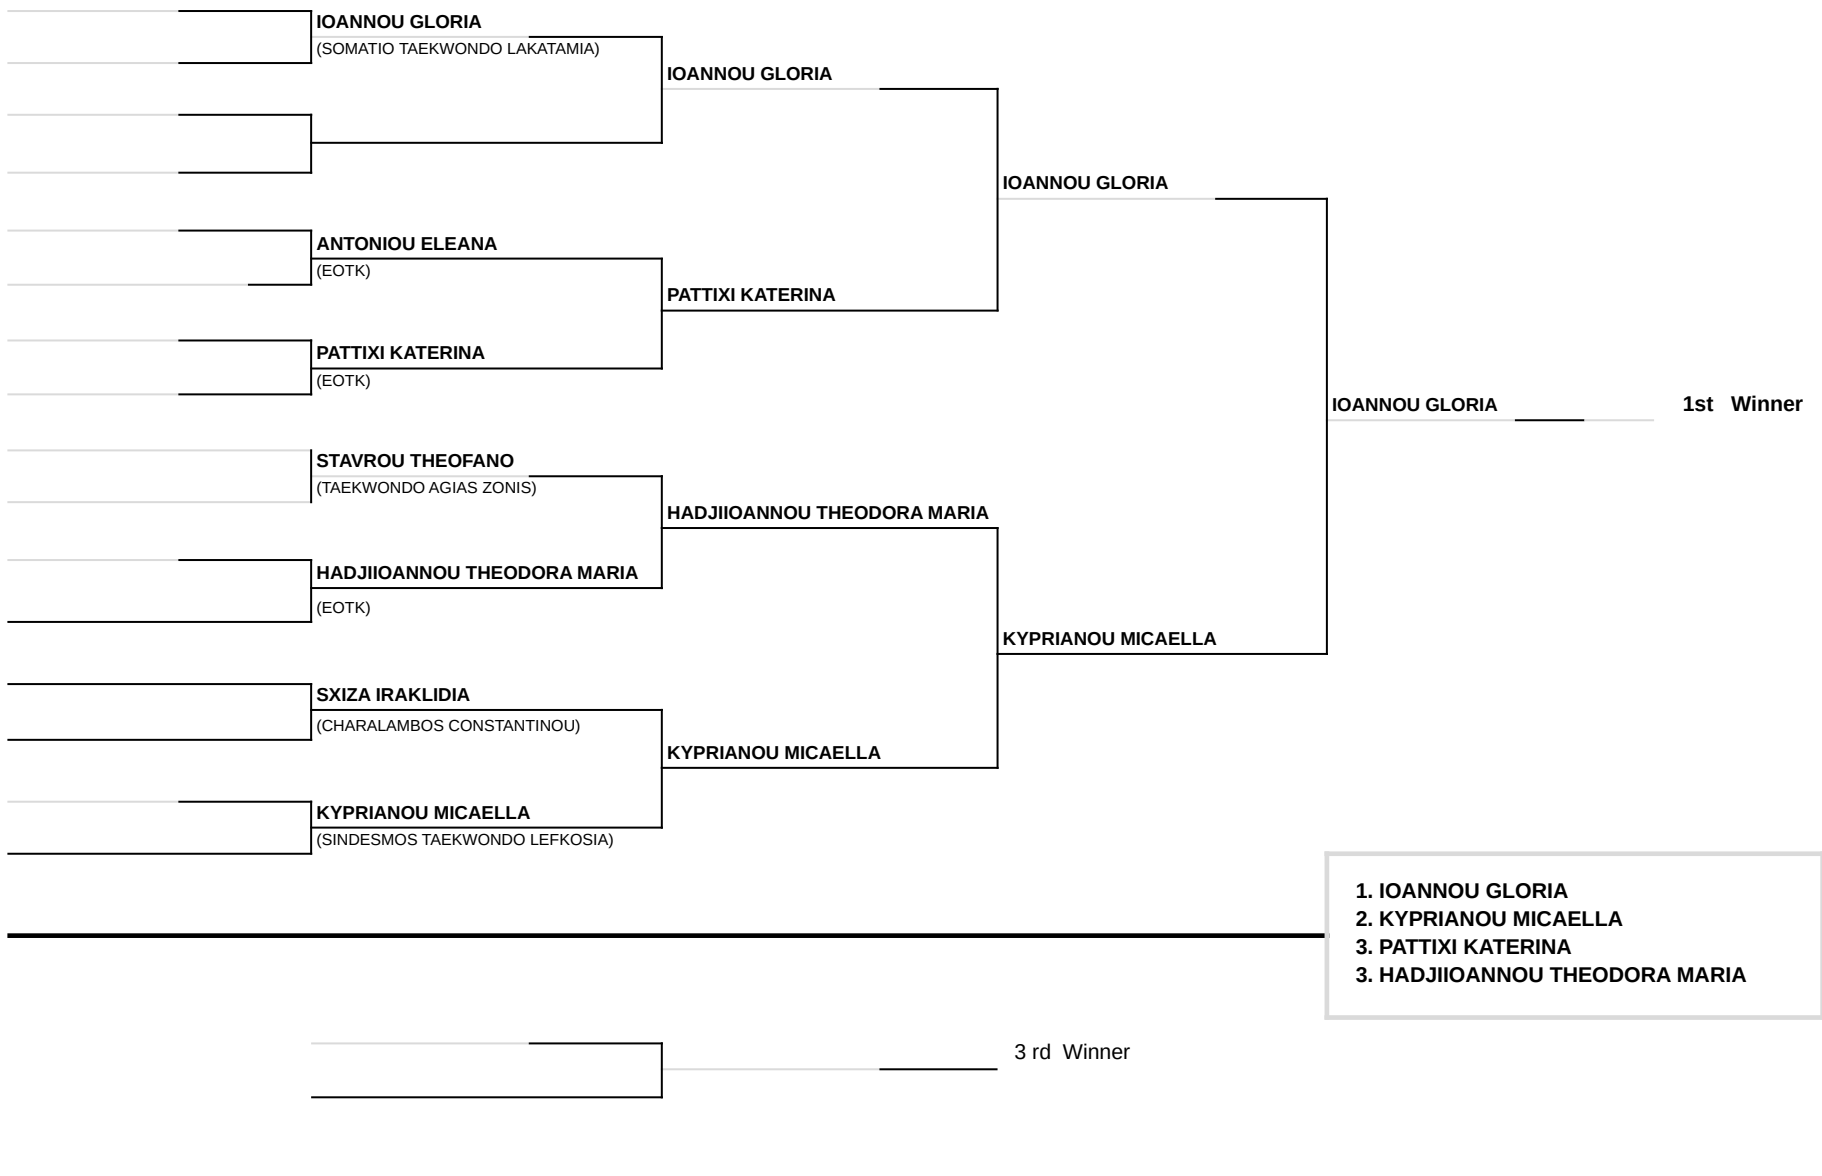 IOANNOU GLORIA
(SOMATIO TAEKWONDO LAKATAMIA)
IOANNOU GLORIA
IOANNOU GLORIA
ANTONIOU ELEANA
(EOTK)
PATTIXI KATERINA
PATTIXI KATERINA
(EOTK)
IOANNOU GLORIA
1st Winner
STAVROU THEOFANO
(TAEKWONDO AGIAS ZONIS)
HADJIIOANNOU THEODORA MARIA
HADJIIOANNOU THEODORA MARIA
(EOTK)
KYPRIANOU MICAELLA
SXIZA IRAKLIDIA
(CHARALAMBOS CONSTANTINOU)
KYPRIANOU MICAELLA
KYPRIANOU MICAELLA
(SINDESMOS TAEKWONDO LEFKOSIA)
1. IOANNOU GLORIA
2. KYPRIANOU MICAELLA
3. PATTIXI KATERINA
3. HADJIIOANNOU THEODORA MARIA
3 rd Winner